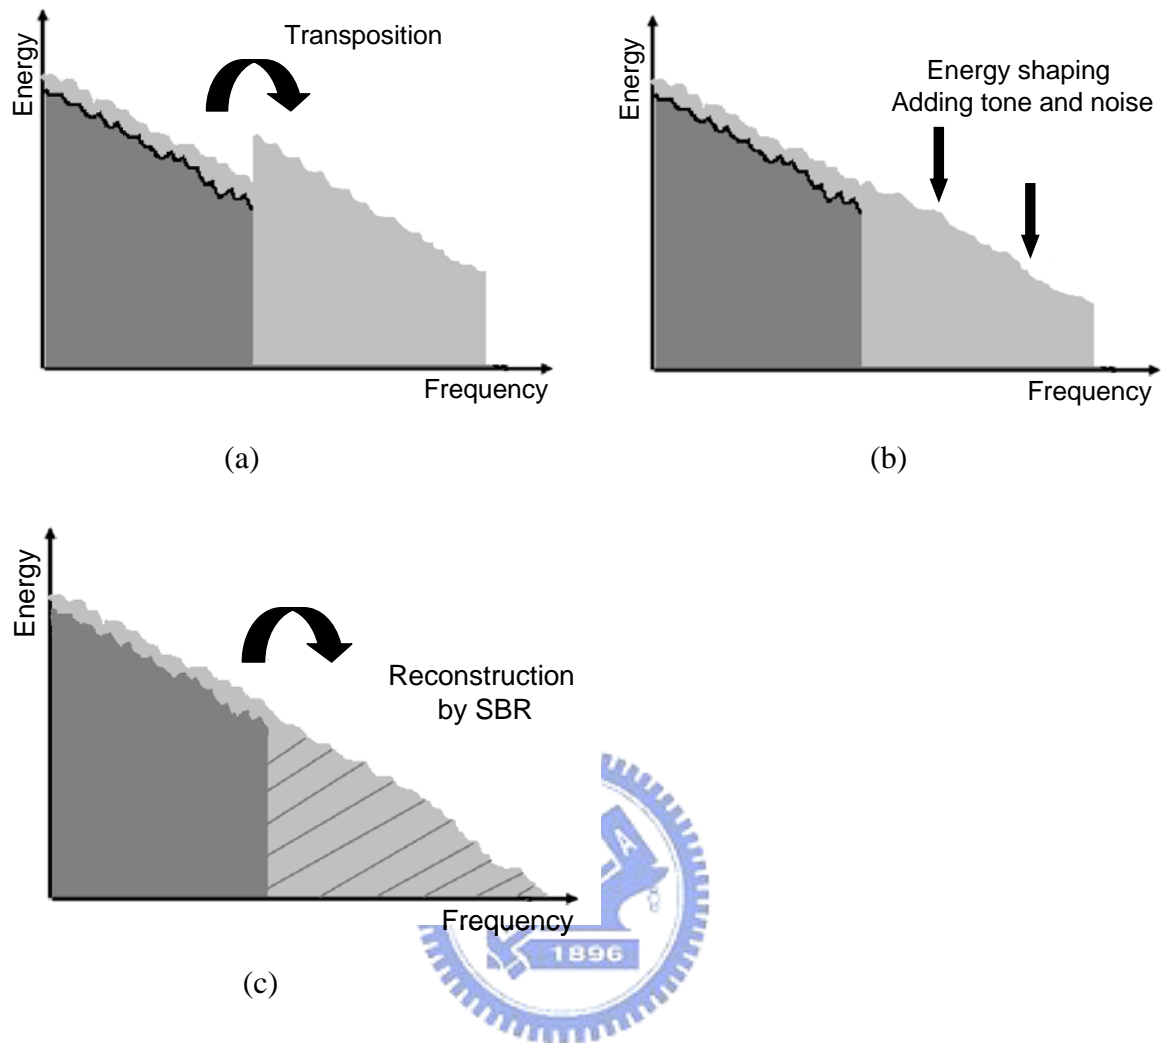 Energy
Transposition
Frequency
(a)
Energy
Energy shaping
Adding tone and noise
Frequency
(b)
Energy
Reconstruction
by SBR
Frequency
(c)
A
1896